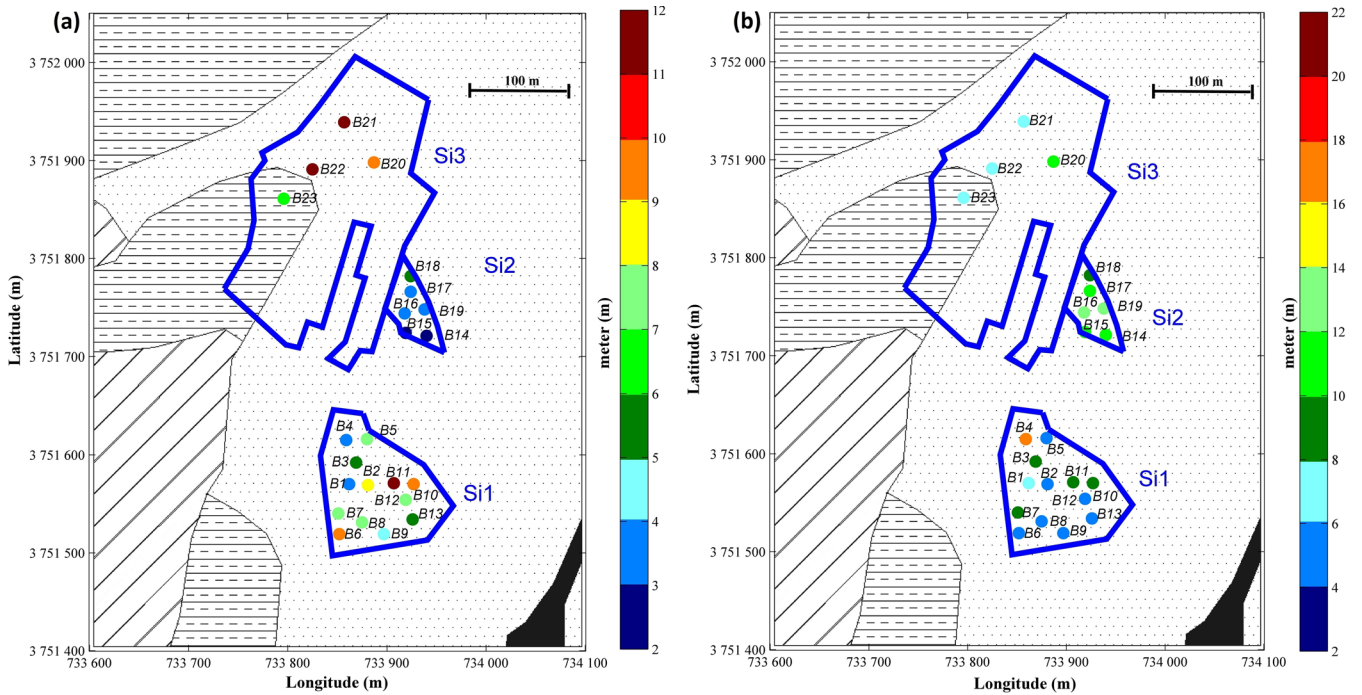 (a)
3 752 000
3 751 900
3 751 800
3 751 700
3 751 600
3 751 500
3 751 400
Latitude (m)
733 600
733 700
733 800
733 900
734 000
734 100
Longitude (m)
100 m
B21
B20
B22
B23
Si3
B18
Si2
B17
B16
B19
B15
B14
B4
B5
B3
B2
B11
B1
Si1
B10
B12
B7
B8
B13
B6
B9
12
11
10
9
8
7
6
5
4
3
2
meter (m)
(b)
3 752 000
3 751 900
3 751 800
3 751 700
3 751 600
3 751 500
3 751 400
Latitude (m)
733 600
733 700
733 800
733 900
734 000
734 100
Longitude (m)
100 m
B21
B20
B22
Si3
B23
B18
B17
B16
B19
Si2
B15
B14
B4
B5
B3
B1
B2
B11
Si1
B12
B10
B7
B8
B13
B6
B9
22
20
18
16
14
12
10
8
6
4
2
meter (m)